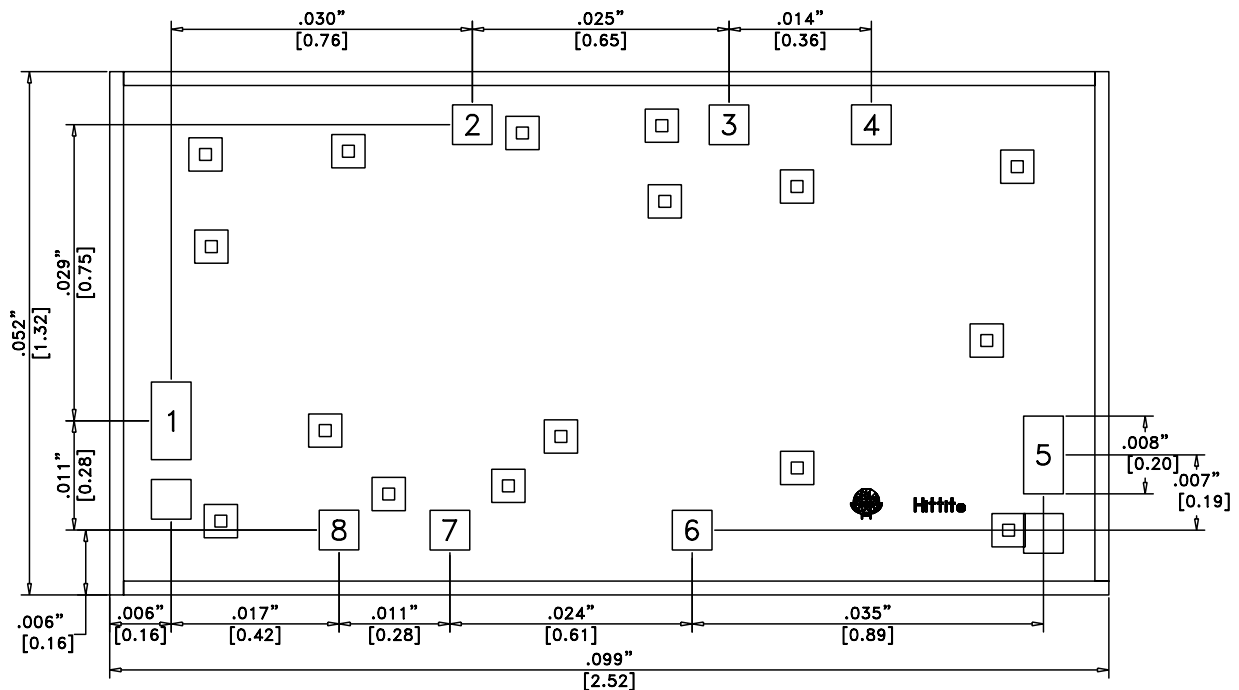 .030” .025” .014”
[0.76] [0.65] [0.36]
2 3 4
.029”
[0.75]
.052”
[1.32]
1
.011”
[0.28]
5
.008”
[0.20]
.007”
[0.19]
Hittite
8 7 6
.006”
[0.16]
.006” .017” .011” .024” .035”
[0.16] [0.42] [0.28] [0.61] [0.89]
.099”
[2.52]